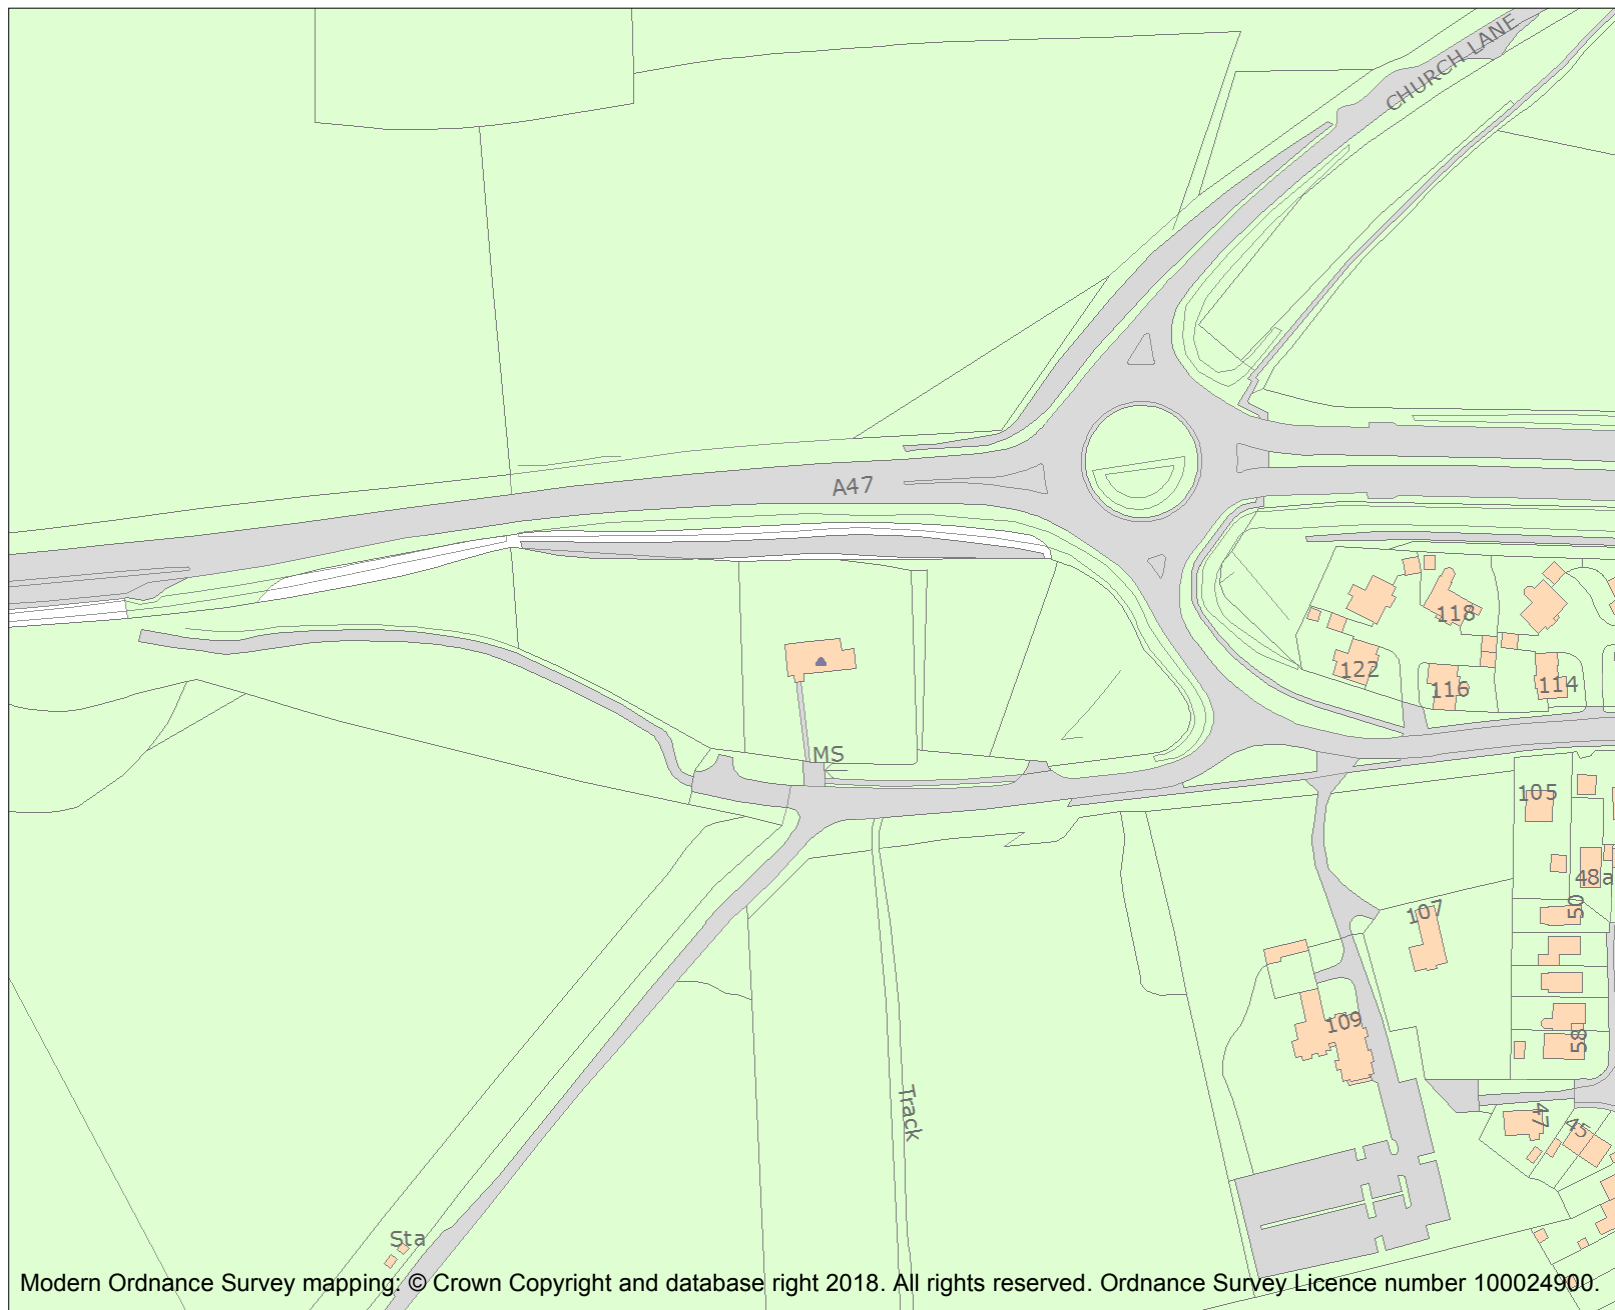 CHURCH LANE
A47
118
122
116
114
MS
105
48a
50
107
109
58
Track
47
45
Sta
Modern Ordnance Survey mapping: © Crown Copyright and database right 2018. All rights reserved. Ordnance Survey Licence number 100024900.